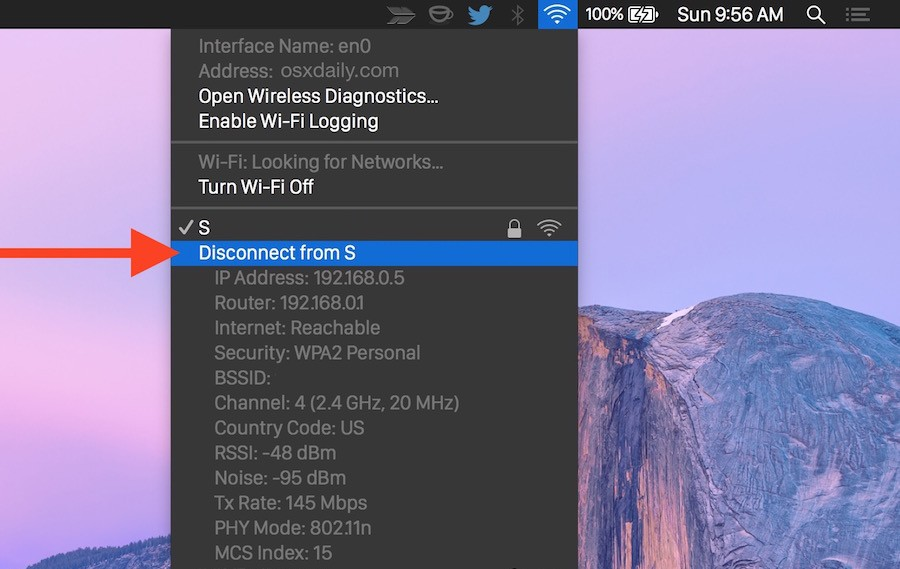 100% Sun 9:56 AM
Interface Name: en0
Address: osxdaily.com
Open Wireless Diagnostics...
Enable Wi-Fi Logging
Wi-Fi: Looking for Networks...
Turn Wi-Fi Off
✓ S
Disconnect from S
IP Address: 192.168.0.5
Router: 192.168.0.1
Internet: Reachable
Security: WPA2 Personal
BSSID:
Channel: 4 (2.4 GHz, 20 MHz)
Country Code: US
RSSI: -48 dBm
Noise: -95 dBm
Tx Rate: 145 Mbps
PHY Mode: 802.11n
MCS Index: 15